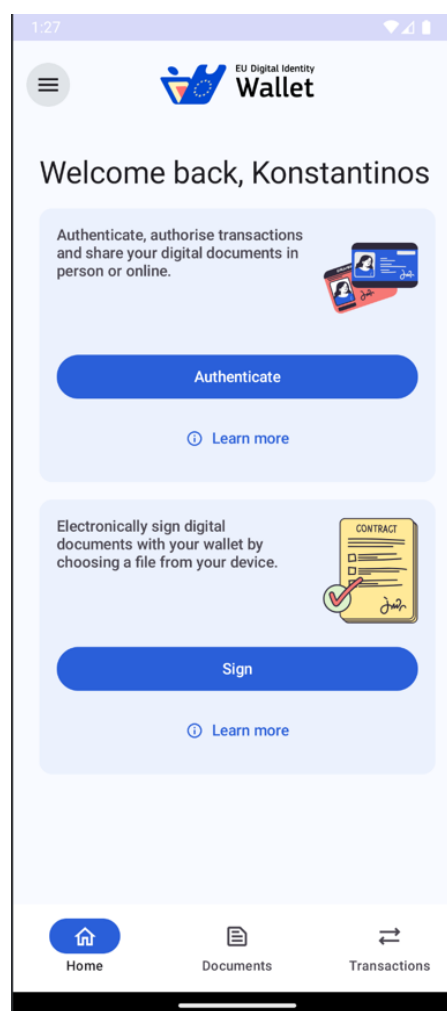 1:27
EU Digital Identity
Wallet
Welcome back, Konstantinos
Authenticate, authorise transactions
and share your digital documents in
person or online.
Authenticate
Learn more
Electronically sign digital
documents with your wallet by
choosing a file from your device.
CONTRACT
Sign
Learn more
Home
Documents
Transactions